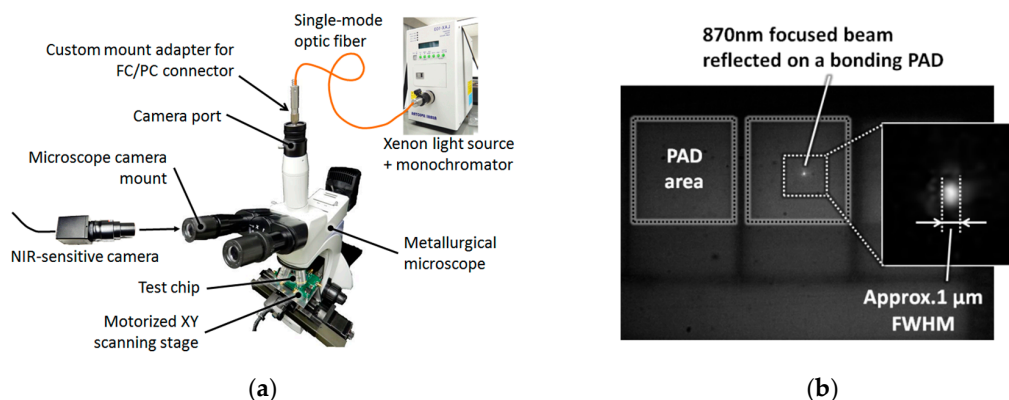 Single-mode
optic fiber
Custom mount adapter for
FC/PC connector
Camera port
Microscope camera
mount
Xenon light source
+ monochromator
NIR-sensitive camera
Metallurgical
microscope
Test chip
Motorized XY
scanning stage
(a)
870nm focused beam
reflected on a bonding PAD
PAD
area
Approx.1 μm
FWHM
(b)